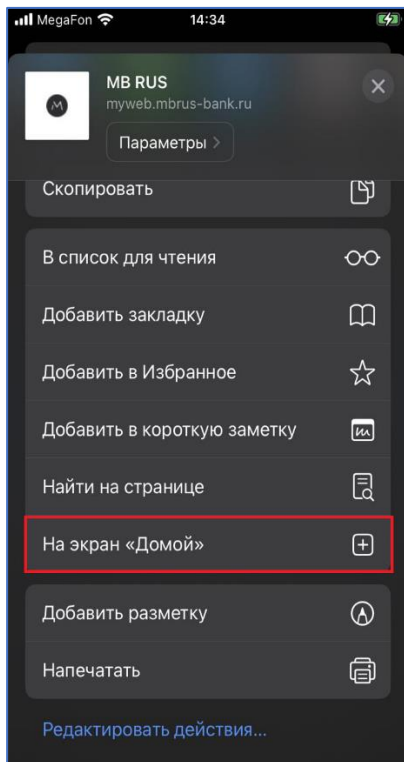 MegaFon 14:34
MB RUS
myweb.mbrus-bank.ru
Параметры >
Скопировать
В список для чтения
Добавить закладку
Добавить в Избранное
Добавить в короткую заметку
Найти на странице
На экран «Домой»
Добавить разметку
Напечатать
Редактировать действия...